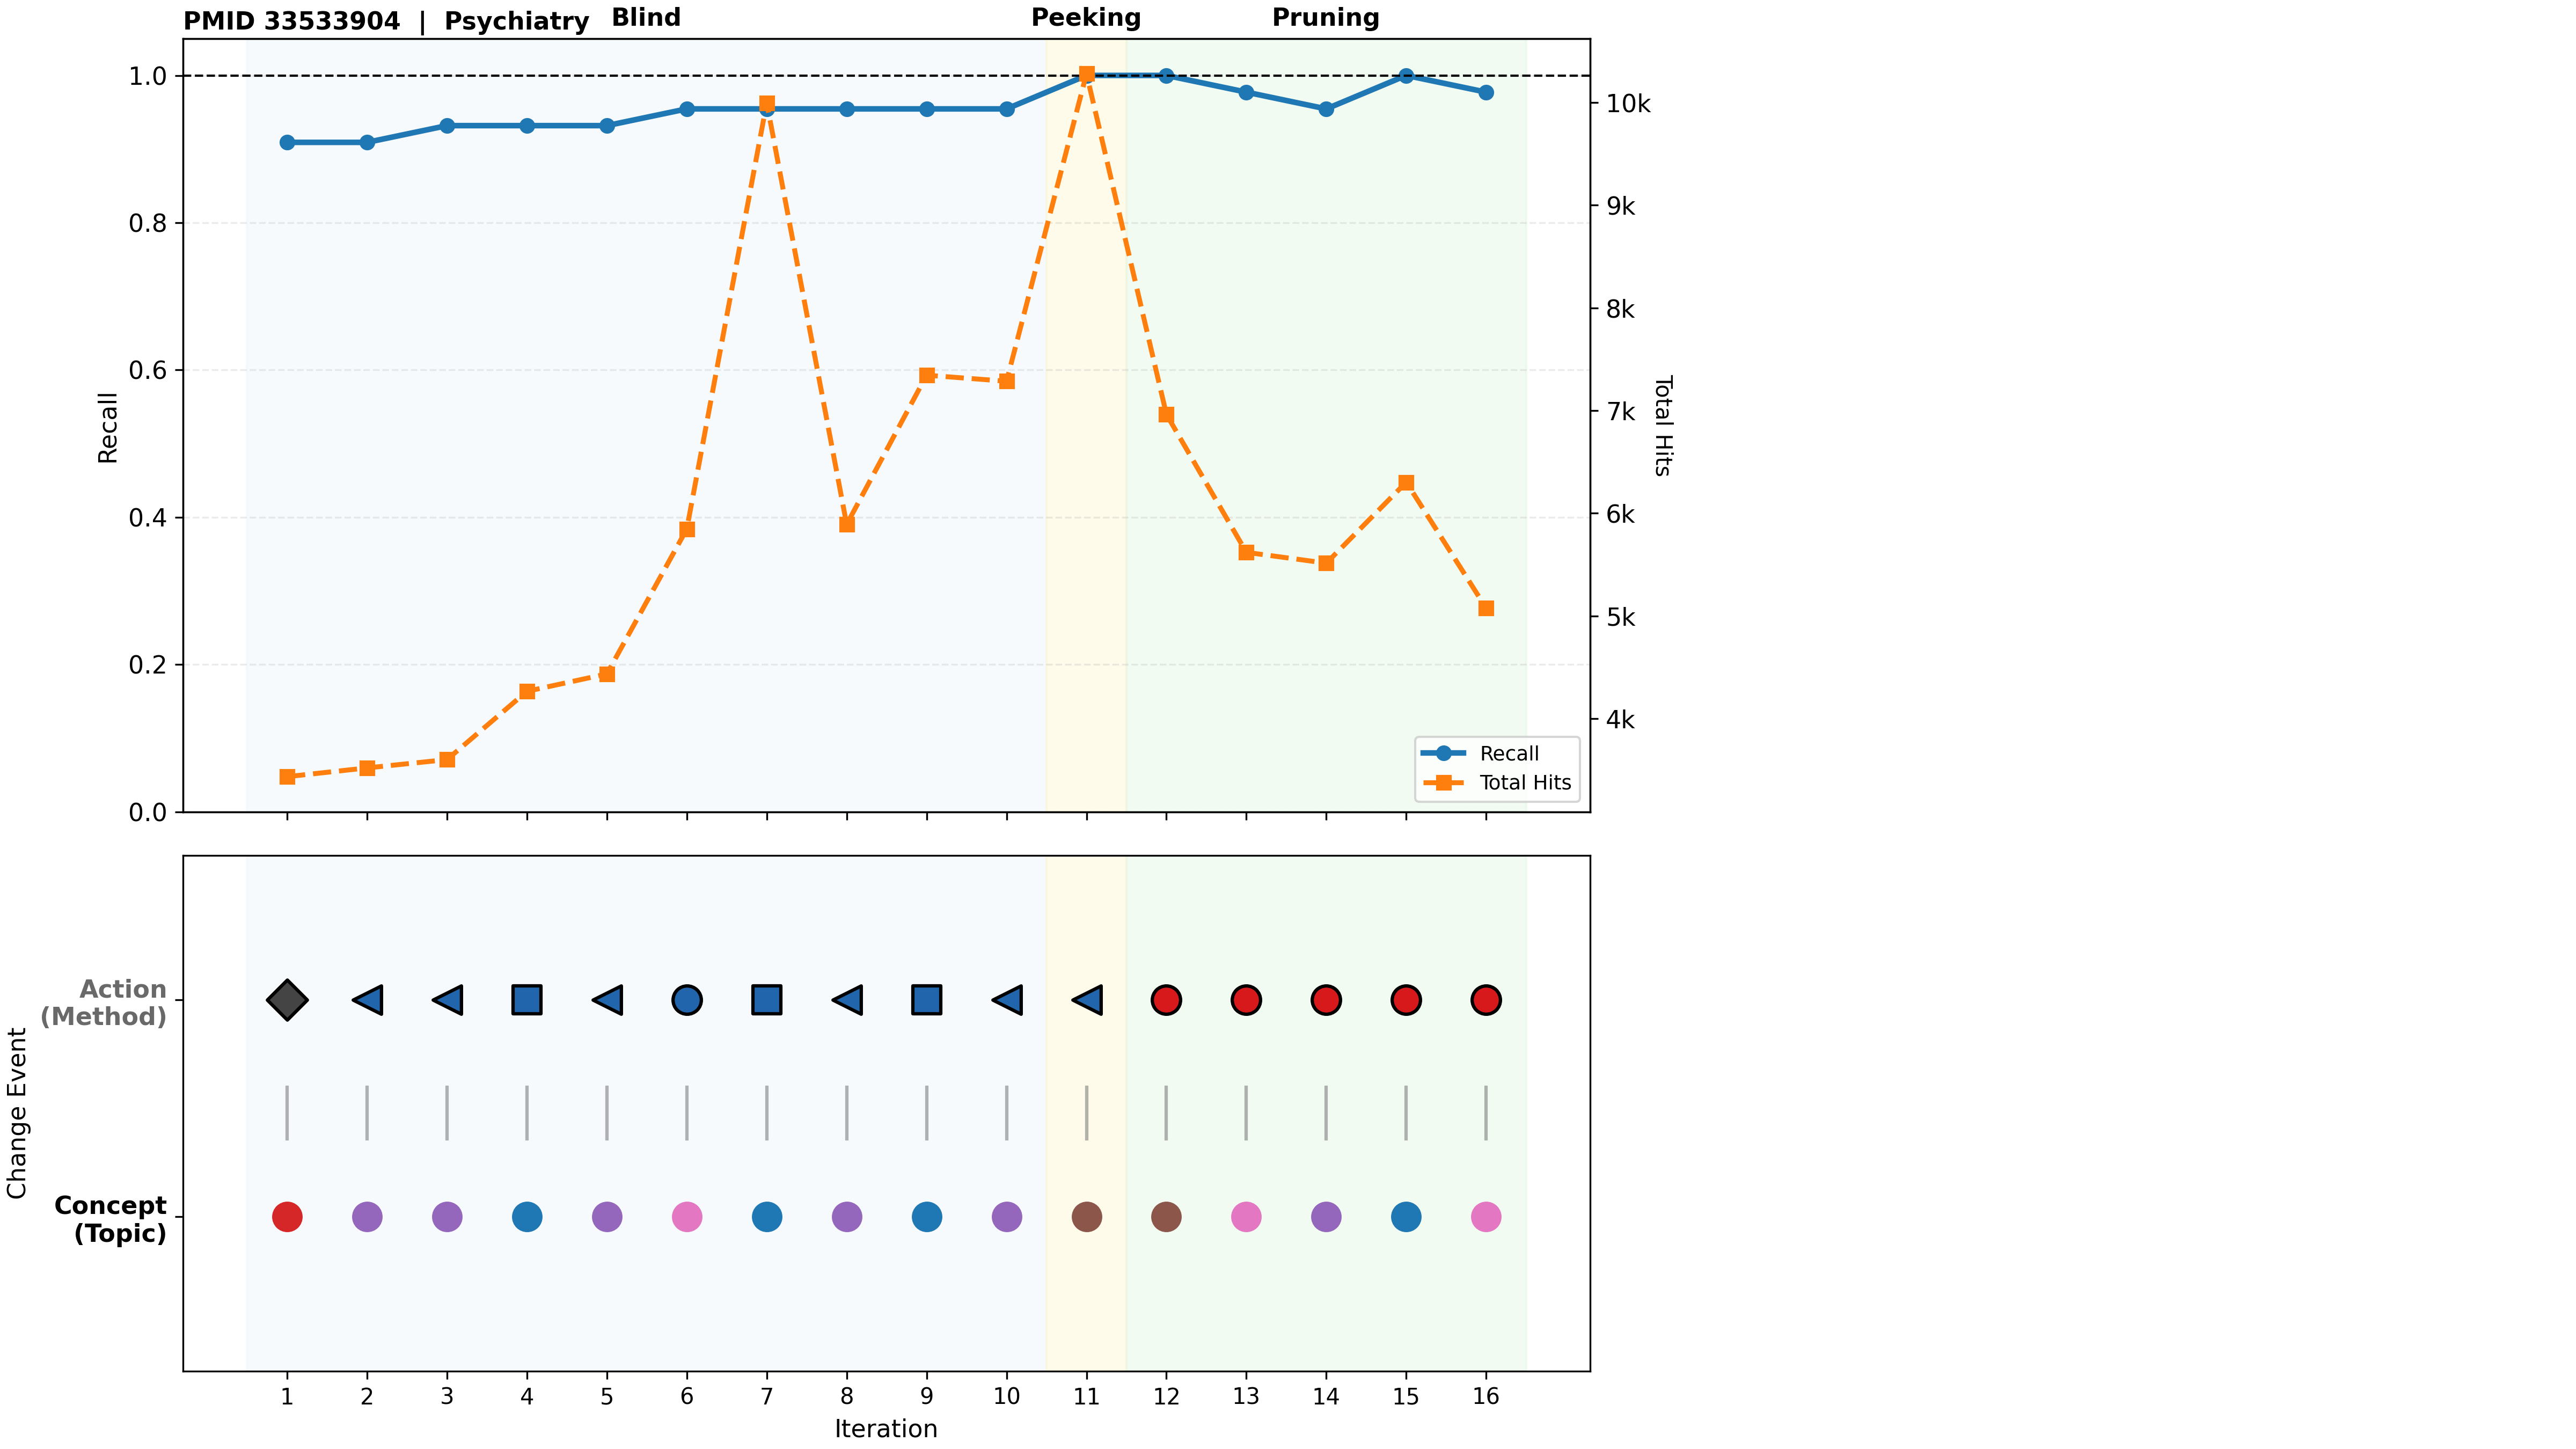 PMID 33533904 | Psychiatry
Blind
Peeking
Pruning
1.0
0.8
0.6
0.4
0.2
0.0
Recall
10k
9k
8k
7k
6k
5k
4k
Total Hits
Recall
Total Hits
Action
(Method)
Concept
(Topic)
Change Event
1 2 3 4 5 6 7 8 9 10 11 12 13 14 15 16
Iteration